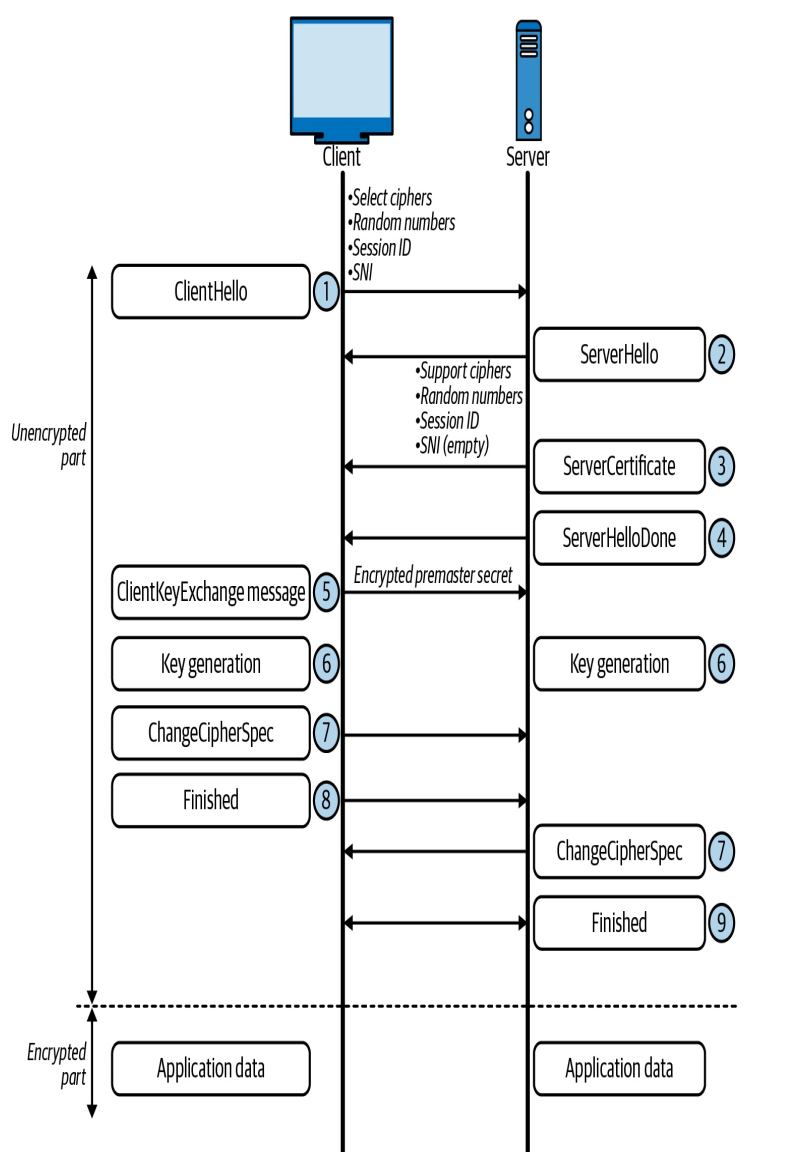 Client
Server
•Select ciphers
•Random numbers
•Session ID
•SNI
ClientHello
1
ServerHello
2
•Support ciphers
•Random numbers
•Session ID
•SNI (empty)
Unencrypted
part
ServerCertificate
3
ServerHelloDone
4
ClientKeyExchange message
5
Encrypted premaster secret
Key generation
6
Key generation
6
ChangeCipherSpec
7
Finished
8
ChangeCipherSpec
7
Finished
9
Encrypted
part
Application data
Application data